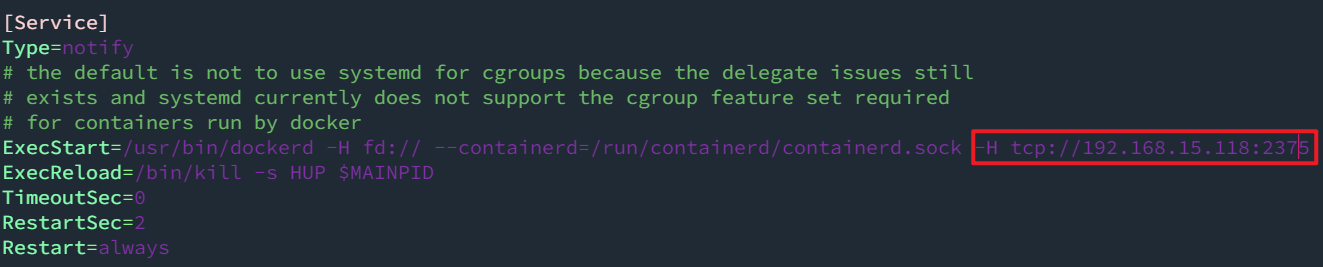 [Service]
Type=notify
# the default is not to use systemd for cgroups because the delegate issues still
# exists and systemd currently does not support the cgroup feature set required
# for containers run by docker
ExecStart=/usr/bin/dockerd -H fd:// --containerd=/run/containerd/containerd.sock -H tcp://192.168.15.118:2375
ExecReload=/bin/kill -s HUP $MAINPID
TimeoutSec=0
RestartSec=2
Restart=always